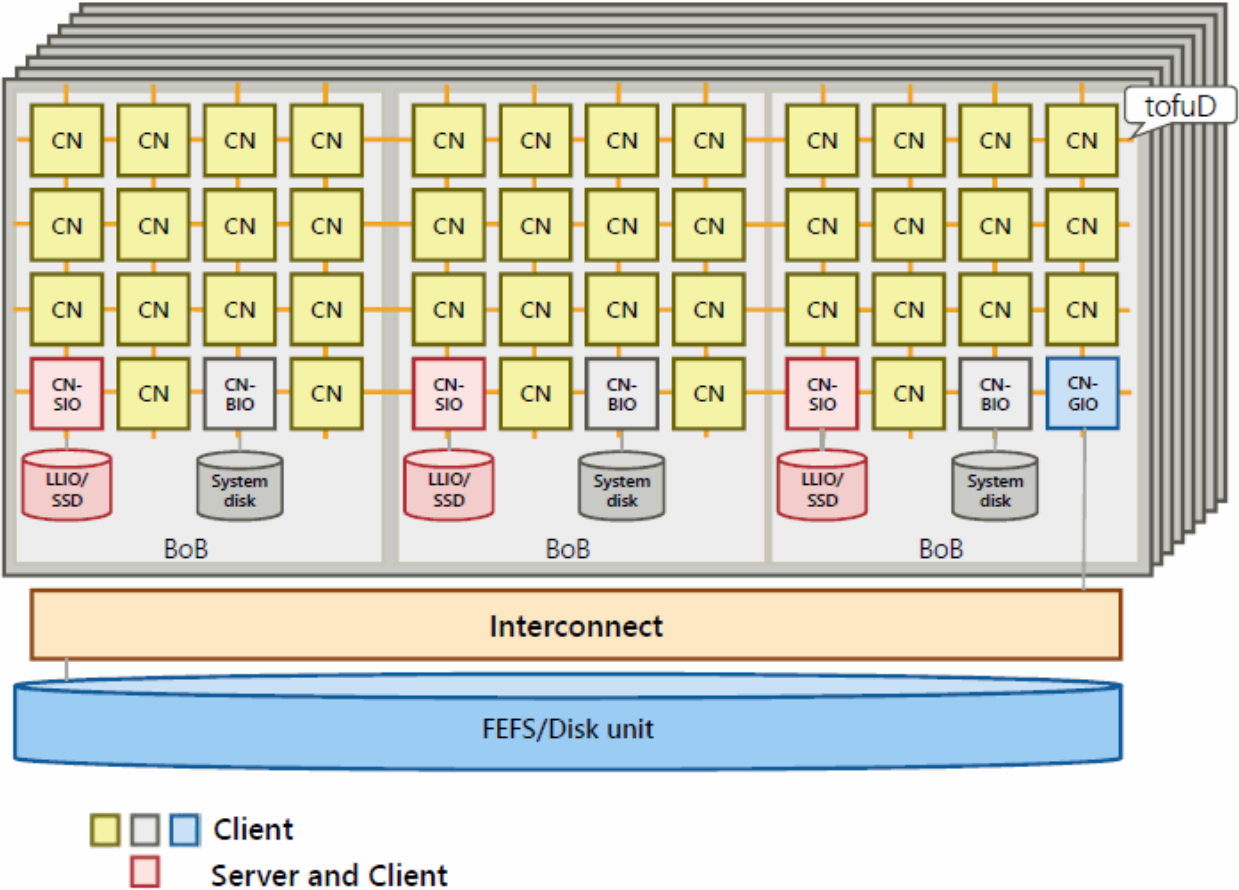 tofuD
CN CN CN CN CN CN CN CN CN CN CN CN
CN CN CN CN CN CN CN CN CN CN CN CN
CN CN CN CN CN CN CN CN CN CN CN CN
CN-
SIO
CN
CN-
BIO
CN
CN-
SIO
CN
CN-
BIO
CN
CN-
SIO
CN
CN-
BIO
CN-
GIO
LLIO/
SSD
System
disk
LLIO/
SSD
System
disk
LLIO/
SSD
System
disk
BoB BoB BoB
Interconnect
FEFS/Disk unit
Client
Server and Client